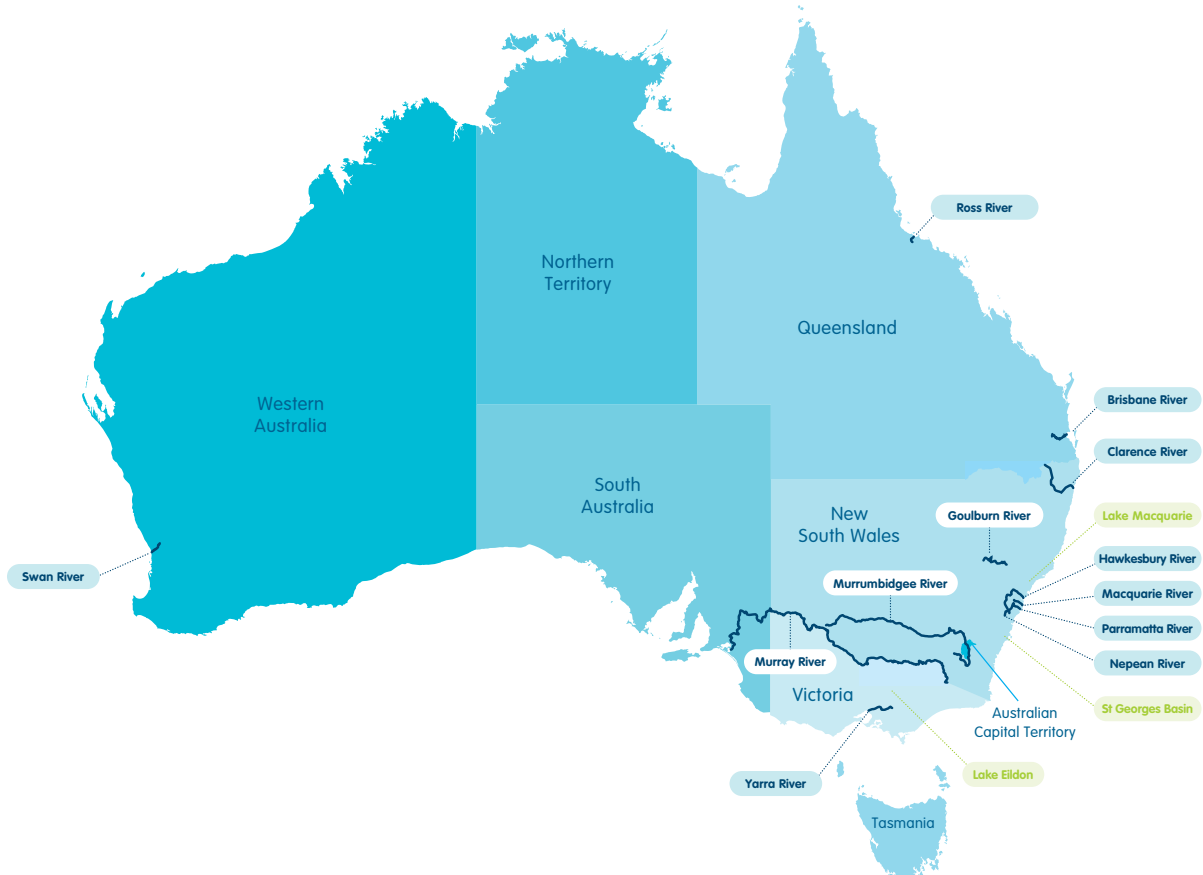 Ross River
Northern
Territory
Queensland
Western
Australia
Brisbane River
Clarence River
South
Australia
New
South Wales
Goulburn River
Lake Macquarie
Hawkesbury River
Swan River
Murrumbidgee River
Macquarie River
Parramatta River
Murray River
Nepean River
Victoria
St Georges Basin
Australian
Capital Territory
Yarra River
Lake Eildon
Tasmania